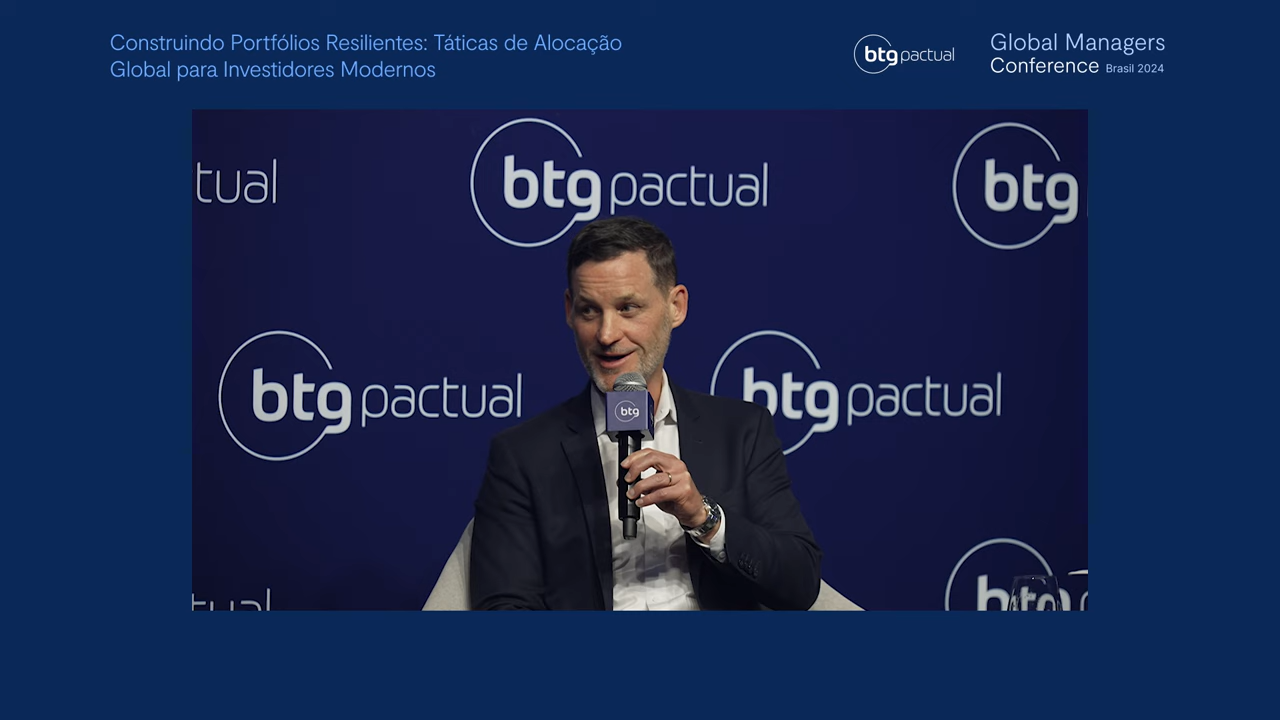 Construindo Portfólios Resilientes: Táticas de Alocação
Global para Investidores Modernos
btg pactual
Global Managers
Conference Brasil 2024
tual
btg pactual
btg
btg pactual
btg pactual
btg
tual
btg